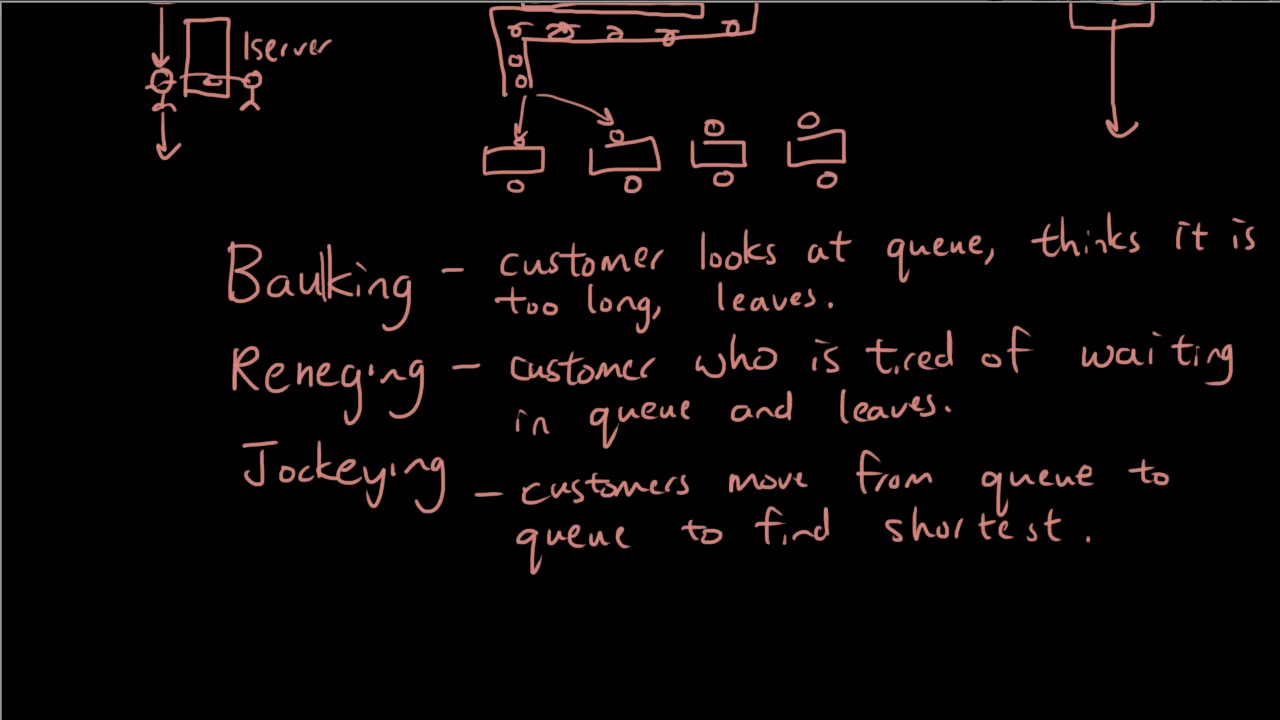 1server
Baulking - customer looks at queue, thinks it is
too long, leaves.
Reneging - customer who is tired of waiting
in queue and leaves.
Jockeying - customers move from queue to
queue to find shortest.